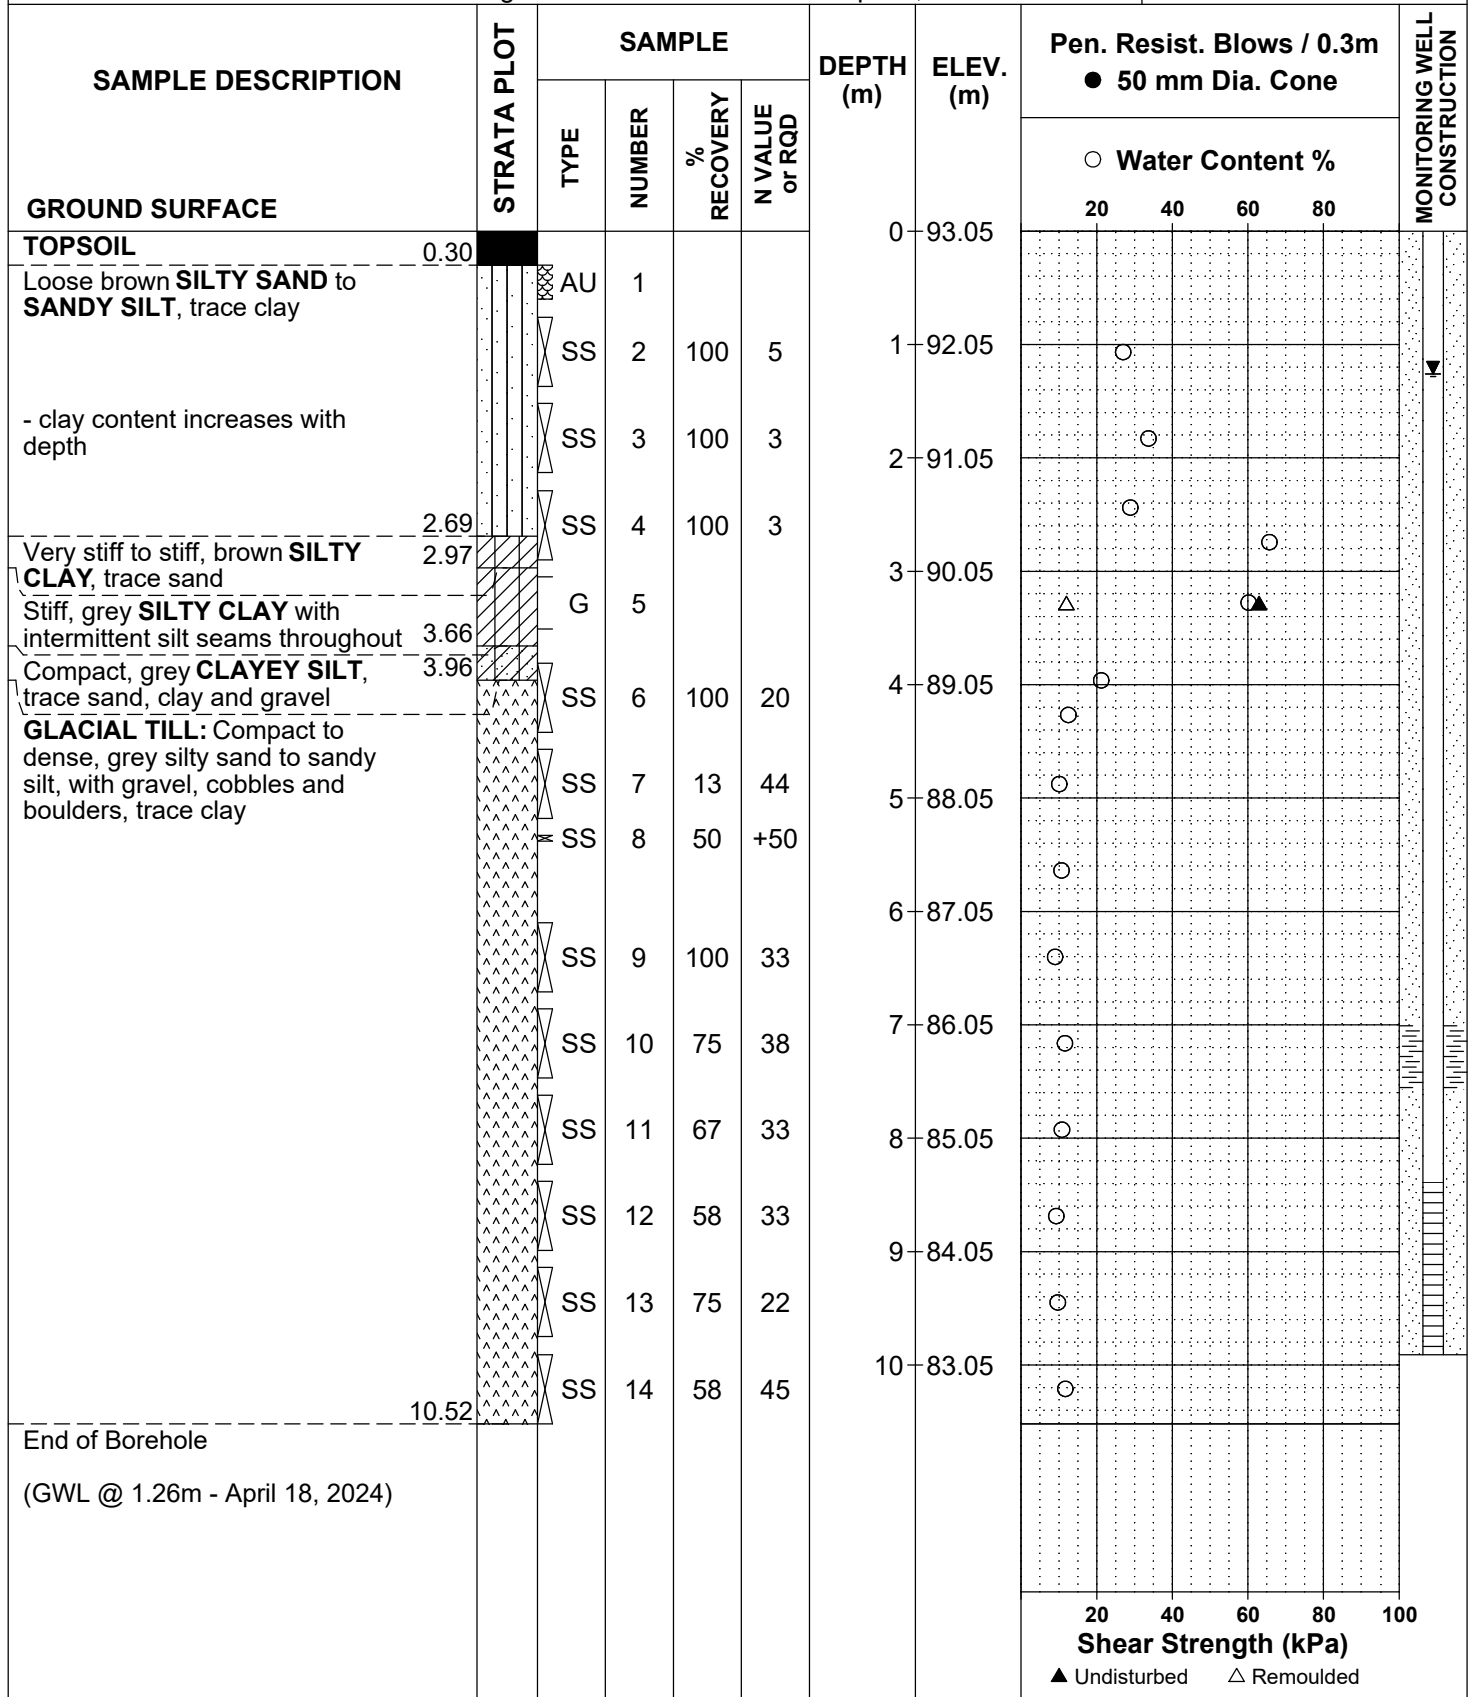 SAMPLE DESCRIPTION
GROUND SURFACE
STRATA PLOT
SAMPLE
TYPE
NUMBER
% RECOVERY
N VALUE or RQD
DEPTH (m)
ELEV. (m)
Pen. Resist. Blows / 0.3m
● 50 mm Dia. Cone
○ Water Content %
20 40 60 80
MONITORING WELL CONSTRUCTION
TOPSOIL 0.30
Loose brown SILTY SAND to
SANDY SILT, trace clay
- clay content increases with
depth
2.69
Very stiff to stiff, brown SILTY 2.97
CLAY, trace sand
Stiff, grey SILTY CLAY with
intermittent silt seams throughout 3.66
Compact, grey CLAYEY SILT, 3.96
trace sand, clay and gravel
GLACIAL TILL: Compact to
dense, grey silty sand to sandy
silt, with gravel, cobbles and
boulders, trace clay
10.52
End of Borehole
(GWL @ 1.26m - April 18, 2024)
AU 1
SS 2 100 5
SS 3 100 3
SS 4 100 3
G 5
SS 6 100 20
SS 7 13 44
SS 8 50 +50
SS 9 100 33
SS 10 75 38
SS 11 67 33
SS 12 58 33
SS 13 75 22
SS 14 58 45
0 93.05
1 92.05
2 91.05
3 90.05
4 89.05
5 88.05
6 87.05
7 86.05
8 85.05
9 84.05
10 83.05
20 40 60 80 100
Shear Strength (kPa)
▲ Undisturbed △ Remoulded